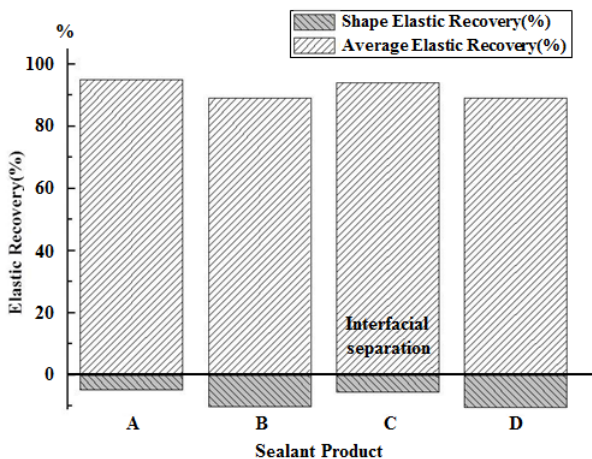 Shape Elastic Recovery(%)
Average Elastic Recovery(%)
%
100
80
60
40
20
0
Elastic Recovery(%)
Interfacial
separation
A B C D
Sealant Product